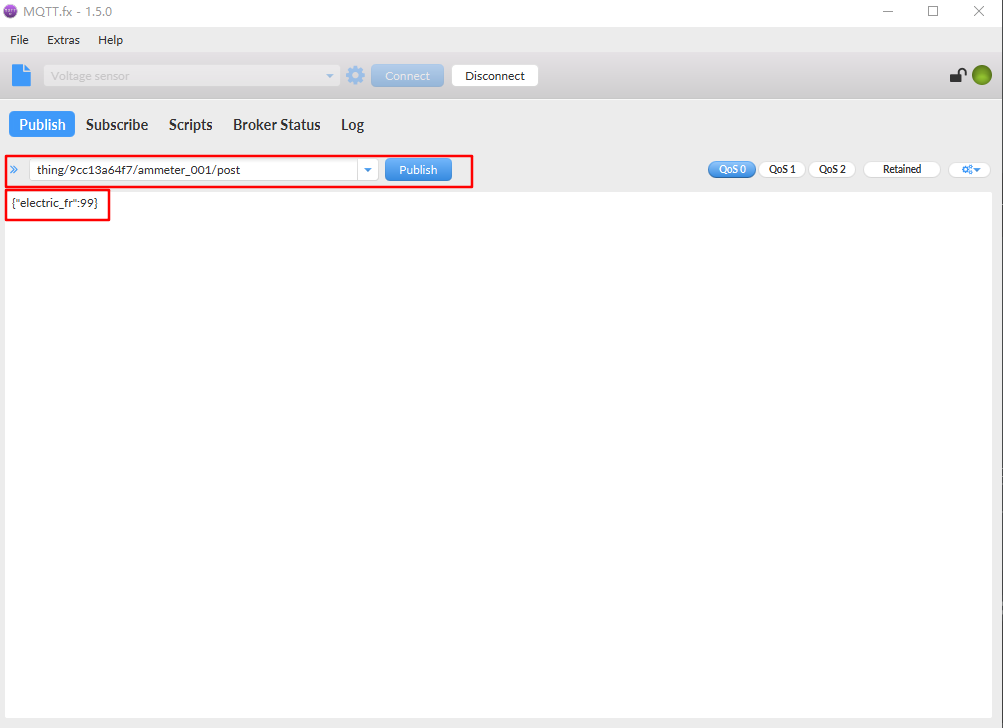 MQTT.fx - 1.5.0
File Extras Help
Voltage sensor Connect Disconnect
Publish Subscribe Scripts Broker Status Log
thing/9cc13a64f7/ammeter_001/post Publish QoS 0 QoS 1 QoS 2 Retained
{"electric_fr":99}